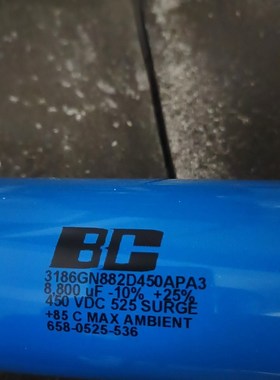 BC
3186GN882D450APA3
8,800 uF -10% +25%
450 VDC 525 SURGE
+85 C MAX AMBIENT
658-0525-536